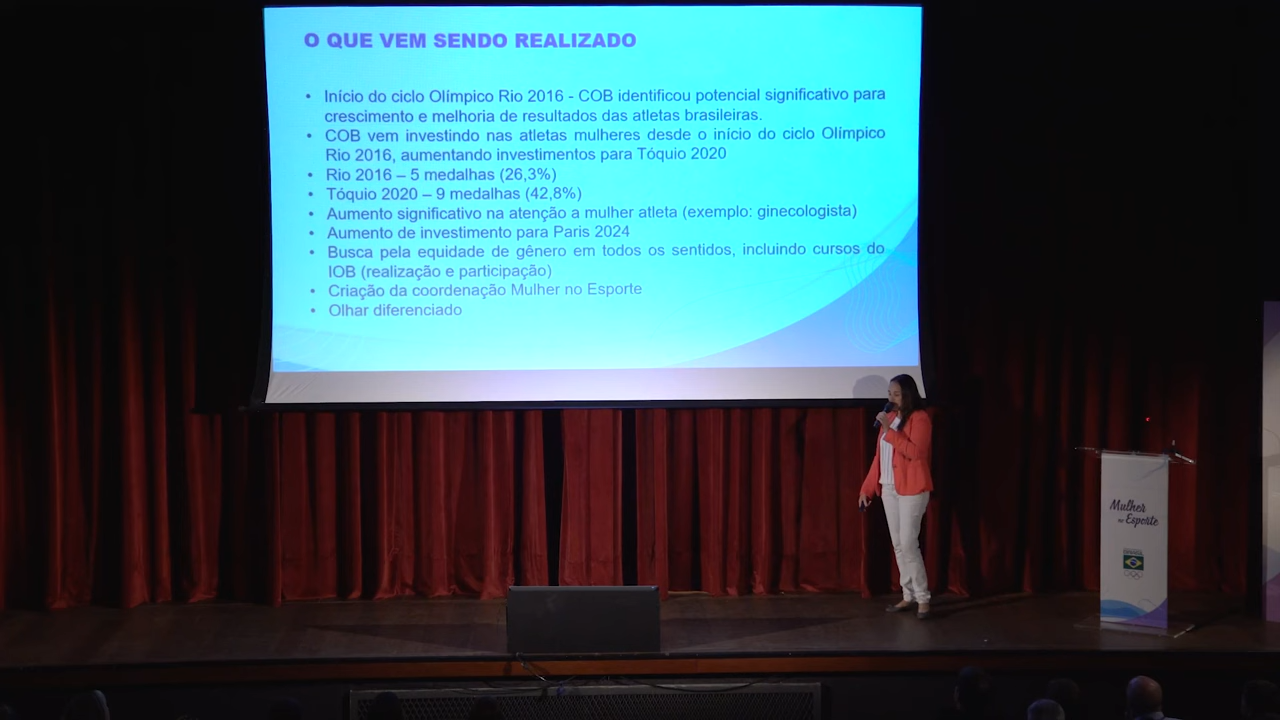 O QUE VEM SENDO REALIZADO
• Início do ciclo Olímpico Rio 2016 - COB identificou potencial significativo para
crescimento e melhoria de resultados das atletas brasileiras.
• COB vem investindo nas atletas mulheres desde o início do ciclo Olímpico
Rio 2016, aumentando investimentos para Tóquio 2020
• Rio 2016 – 5 medalhas (26,3%)
• Tóquio 2020 – 9 medalhas (42,8%)
• Aumento significativo na atenção a mulher atleta (exemplo: ginecologista)
• Aumento de investimento para Paris 2024
• Busca pela equidade de gênero em todos os sentidos, incluindo cursos do
IOB (realização e participação)
• Criação da coordenação Mulher no Esporte
• Olhar diferenciado
Mulher
no Esporte